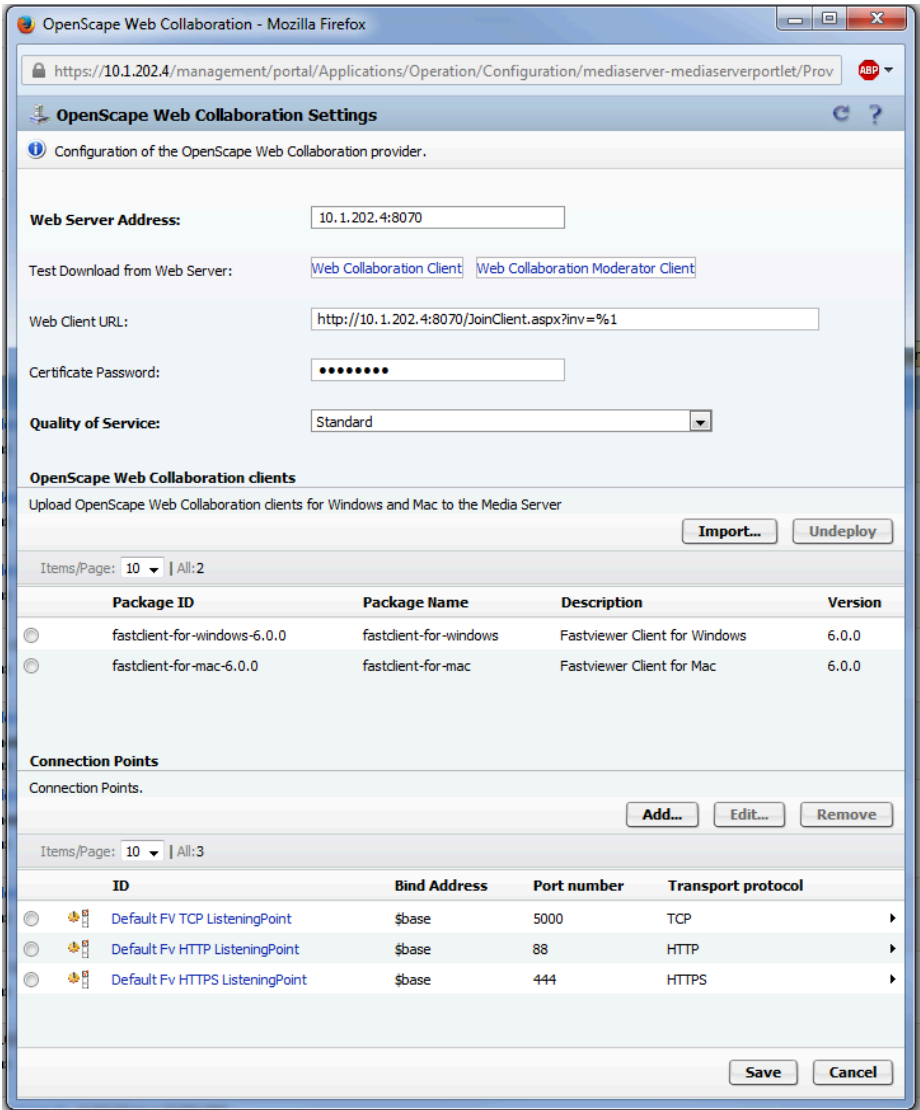 OpenScape Web Collaboration - Mozilla Firefox
https://10.1.202.4/management/portal/Applications/Operation/Configuration/mediaserver-mediaserverportlet/Prov ABP
OpenScape Web Collaboration Settings ?
Configuration of the OpenScape Web Collaboration provider.
Web Server Address: 10.1.202.4:8070
Test Download from Web Server: Web Collaboration Client Web Collaboration Moderator Client
Web Client URL: http://10.1.202.4:8070/JoinClient.aspx?inv=%1
Certificate Password: ••••••••
Quality of Service: Standard
OpenScape Web Collaboration clients
Upload OpenScape Web Collaboration clients for Windows and Mac to the Media Server
Import... Undeploy
Items/Page: 10 | All:2
Package ID Package Name Description Version
fastclient-for-windows-6.0.0 fastclient-for-windows Fastviewer Client for Windows 6.0.0
fastclient-for-mac-6.0.0 fastclient-for-mac Fastviewer Client for Mac 6.0.0
Connection Points
Connection Points.
Add... Edit... Remove
Items/Page: 10 | All:3
ID Bind Address Port number Transport protocol
Default FV TCP ListeningPoint $base 5000 TCP
Default Fv HTTP ListeningPoint $base 88 HTTP
Default Fv HTTPS ListeningPoint $base 444 HTTPS
Save Cancel